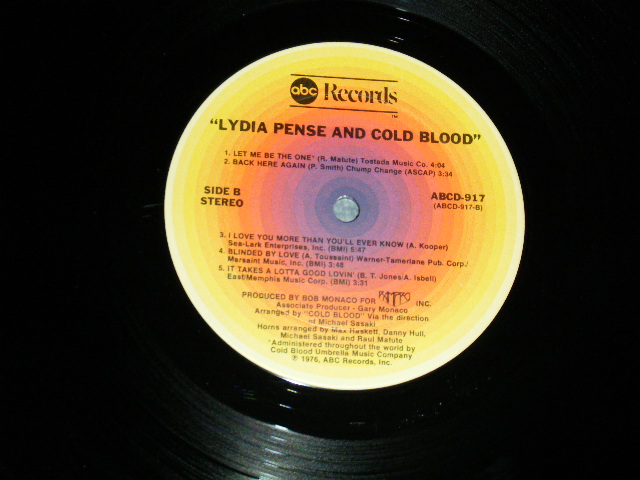 abc Records
TM
"LYDIA PENSE AND COLD BLOOD"
1. LET ME BE THE ONE* (R. Matute) Tostada Music Co. 4:04
2. BACK HERE AGAIN (P. Smith) Chump Change (ASCAP) 3:34
SIDE B
STEREO
ABCD-917
(ABCD-917-B)
3. I LOVE YOU MORE THAN YOU'LL EVER KNOW (A. Kooper)
Sea-Lark Enterprises, Inc. (BMI) 5:47
4. BLINDED BY LOVE (A. Toussaint) Warner-Tamerlane Pub. Corp./
Marsaint Music, Inc. (BMI) 3:48
5. IT TAKES A LOTTA GOOD LOVIN' (B. T. Jones/A. Isbell)
East/Memphis Music Corp. (BMI) 3:31
PRODUCED BY BOB MONACO FOR INC.
Associate Producer - Gary Monaco
Arranged by "COLD BLOOD" Via the direction
of Michael Sasaki
Horns arranged by Max Haskett, Danny Hull,
Michael Sasaki and Raul Matute
*Administered throughout the world by
Cold Blood Umbrella Music Company
℗ 1976, ABC Records, Inc.